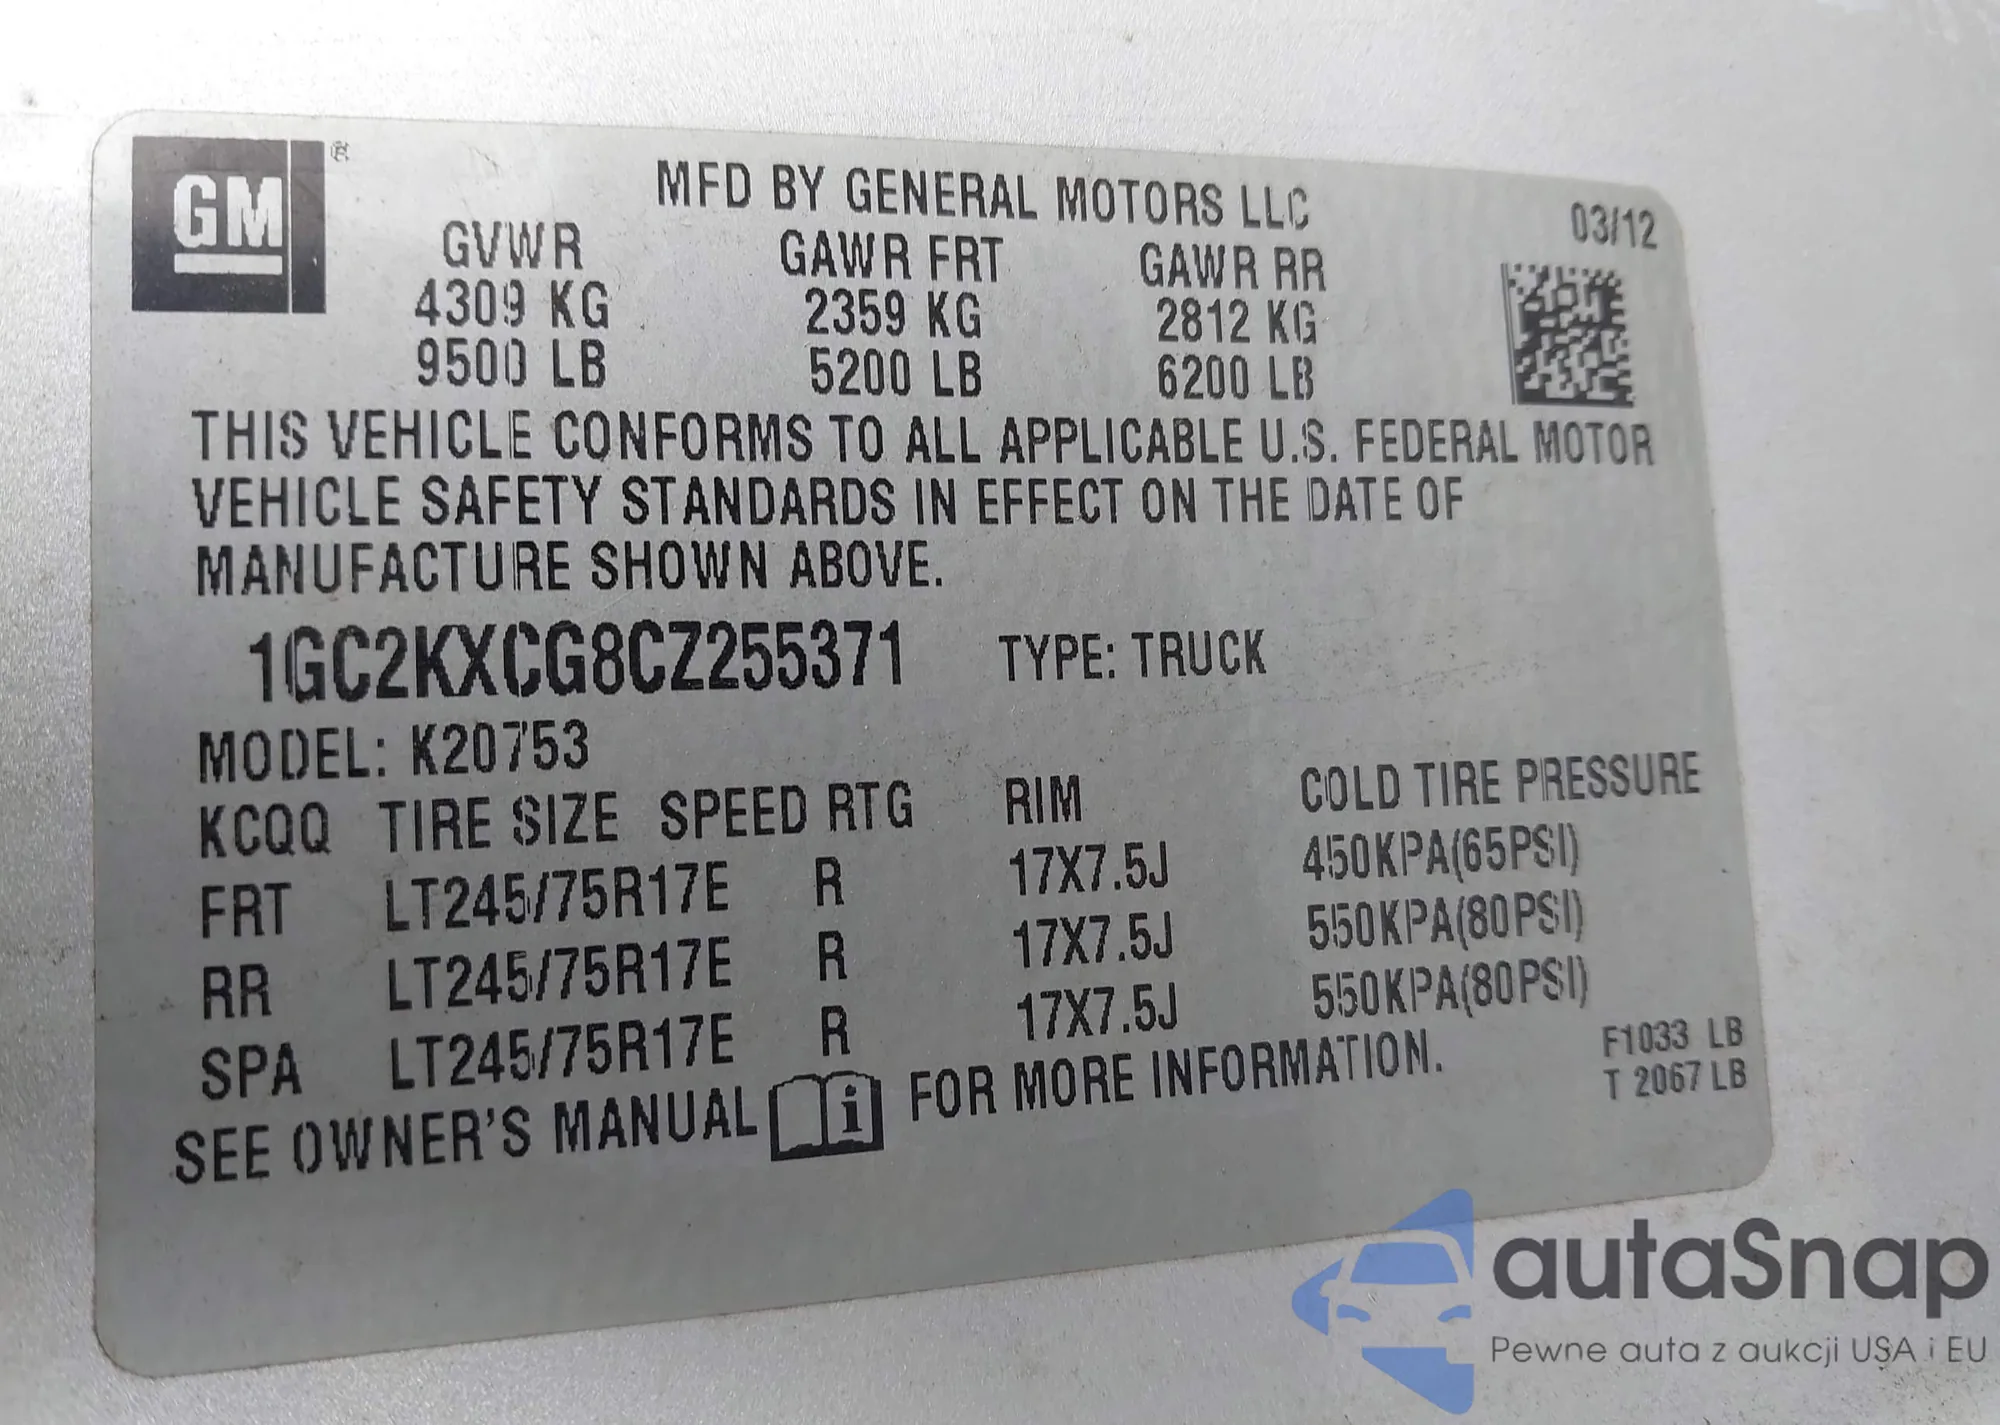 GM ®
MFD BY GENERAL MOTORS LLC
03/12
GVWR GAWR FRT GAWR RR
4309 KG 2359 KG 2812 KG
9500 LB 5200 LB 6200 LB
THIS VEHICLE CONFORMS TO ALL APPLICABLE U.S. FEDERAL MOTOR
VEHICLE SAFETY STANDARDS IN EFFECT ON THE DATE OF
MANUFACTURE SHOWN ABOVE.
1GC2KXCG8CZ255371 TYPE: TRUCK
MODEL: K20753
KCQQ TIRE SIZE SPEED RTG RIM COLD TIRE PRESSURE
FRT LT245/75R17E R 17X7.5J 450KPA(65PSI)
RR LT245/75R17E R 17X7.5J 550KPA(80PSI)
SPA LT245/75R17E R 17X7.5J 550KPA(80PSI)
SEE OWNER'S MANUAL i FOR MORE INFORMATION.
F1033 LB
T 2067 LB
autaSnap
Pewne auta z aukcji USA i EU